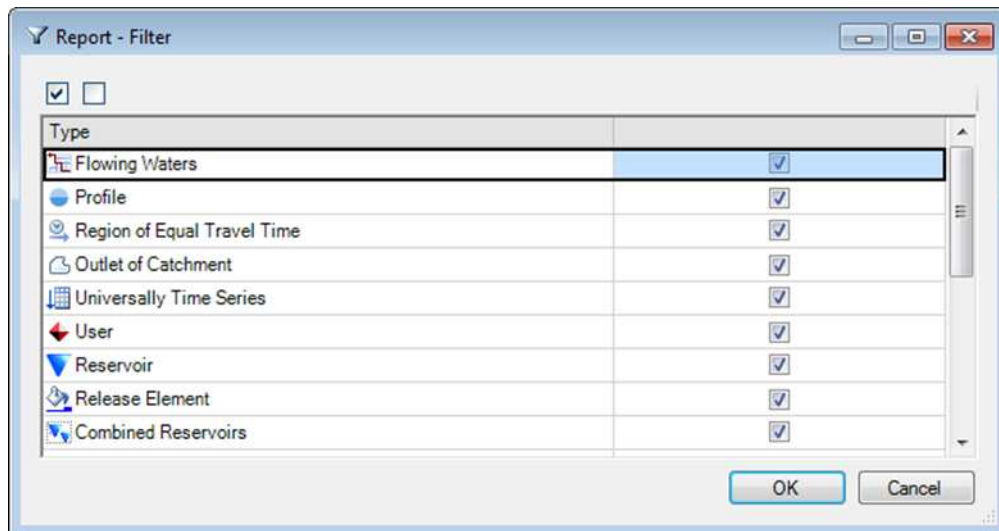 Report - Filter
Type
Flowing Waters
Profile
Region of Equal Travel Time
Outlet of Catchment
Universally Time Series
User
Reservoir
Release Element
Combined Reservoirs
OK Cancel